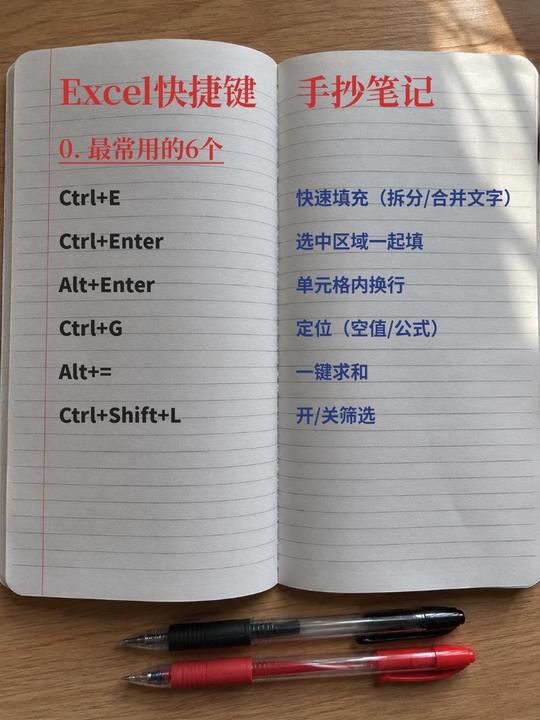 Excel快捷键 手抄笔记
0. 最常用的6个
Ctrl+E 快速填充（拆分/合并文字）
Ctrl+Enter 选中区域一起填
Alt+Enter 单元格内换行
Ctrl+G 定位（空值/公式）
Alt+= 一键求和
Ctrl+Shift+L 开/关筛选